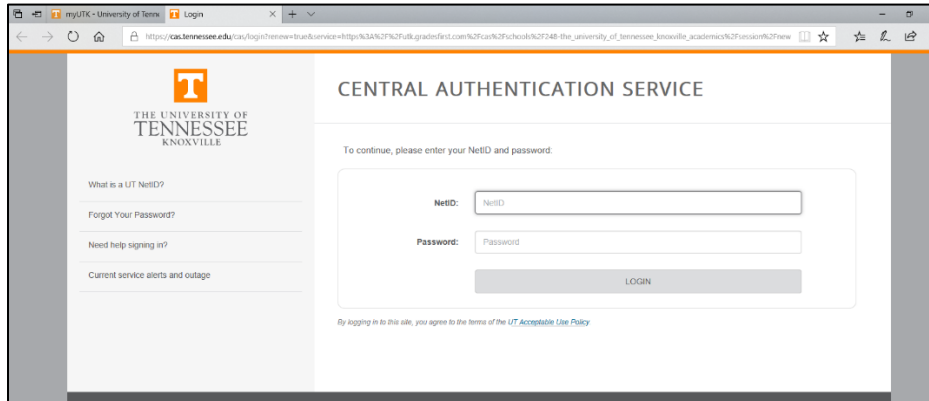 myUTK - University of Tenne
Login
https://cas.tennessee.edu/cas/login?renew=true&service=https%3A%2F%2Futk.gradesfirst.com%2Fcas%2Fschools%2F248-the_university_of_tennessee_knoxville_academics%2Fsession%2Fnew
T
THE UNIVERSITY OF
TENNESSEE
KNOXVILLE
What is a UT NetID?
Forgot Your Password?
Need help signing in?
Current service alerts and outage
CENTRAL AUTHENTICATION SERVICE
To continue, please enter your NetID and password:
NetID: NetID
Password: Password
LOGIN
By logging in to this site, you agree to the terms of the UT Acceptable Use Policy.